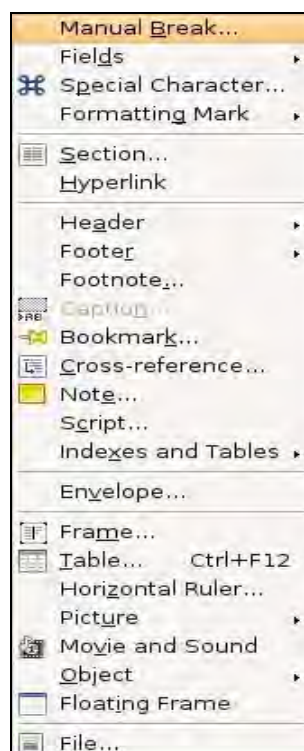 Manual Break...
Fields
Special Character...
Formatting Mark
Section...
Hyperlink
Header
Footer
Footnote...
Caption...
Bookmark...
Cross-reference...
Note...
Script...
Indexes and Tables
Envelope...
Frame...
Table... Ctrl+F12
Horizontal Ruler...
Picture
Movie and Sound
Object
Floating Frame
File...